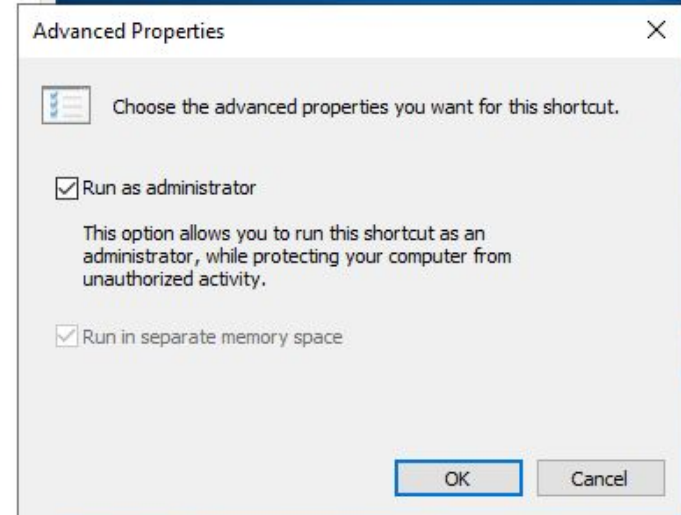 Advanced Properties
Choose the advanced properties you want for this shortcut.
Run as administrator
This option allows you to run this shortcut as an
administrator, while protecting your computer from
unauthorized activity.
Run in separate memory space
OK
Cancel